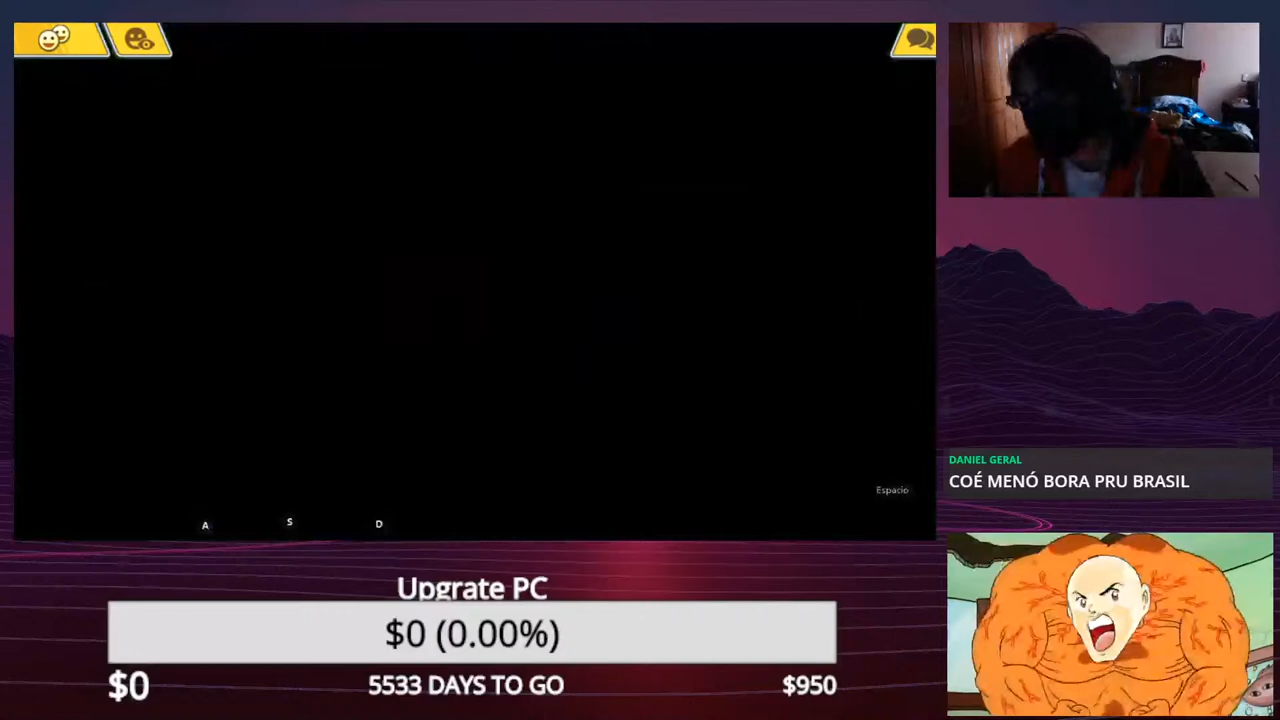 DANIEL GERAL
COÉ MENÓ BORA PRU BRASIL
Espacio
A S D
Upgrate PC
$0 (0.00%)
$0 5533 DAYS TO GO $950